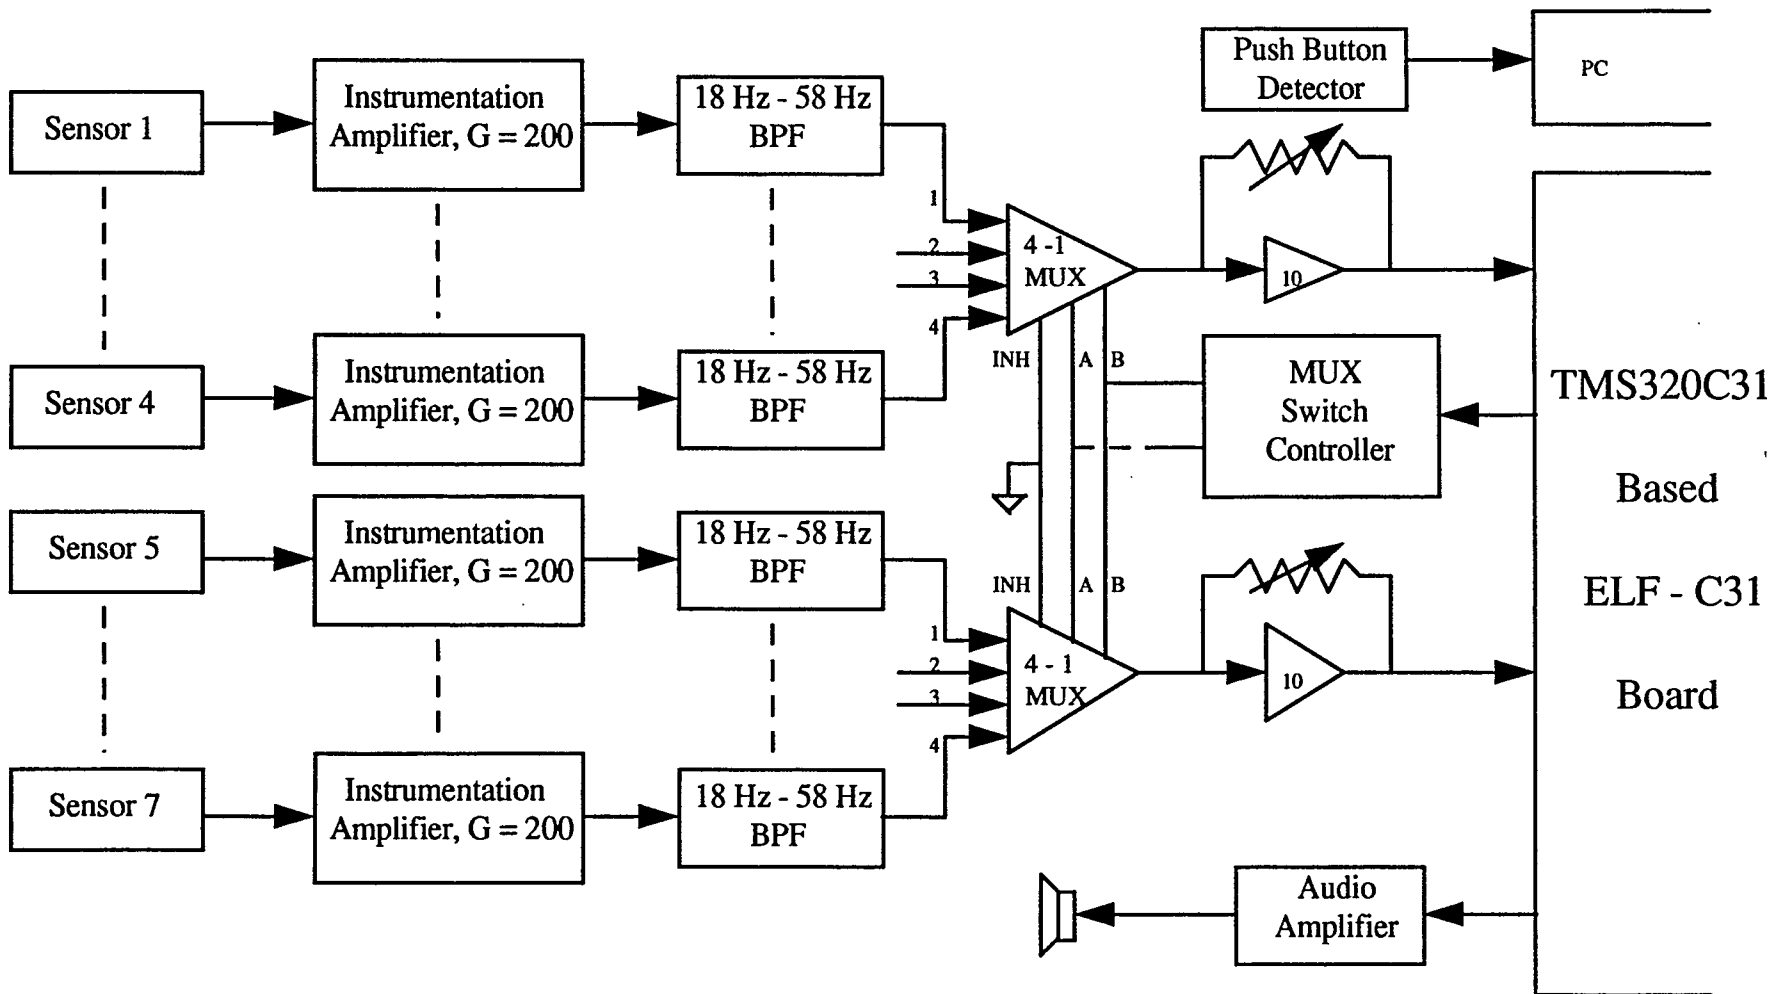 Push Button
Detector
PC
Sensor 1
Instrumentation
Amplifier, G = 200
18 Hz - 58 Hz
BPF
1
2
3
4
4 -1
MUX
10
INH
A
B
Sensor 4
Instrumentation
Amplifier, G = 200
18 Hz - 58 Hz
BPF
MUX
Switch
Controller
TMS320C31
Based
ELF - C31
Board
Sensor 5
Instrumentation
Amplifier, G = 200
18 Hz - 58 Hz
BPF
INH
A
B
1
2
3
4
4 - 1
MUX
10
Sensor 7
Instrumentation
Amplifier, G = 200
18 Hz - 58 Hz
BPF
Audio
Amplifier